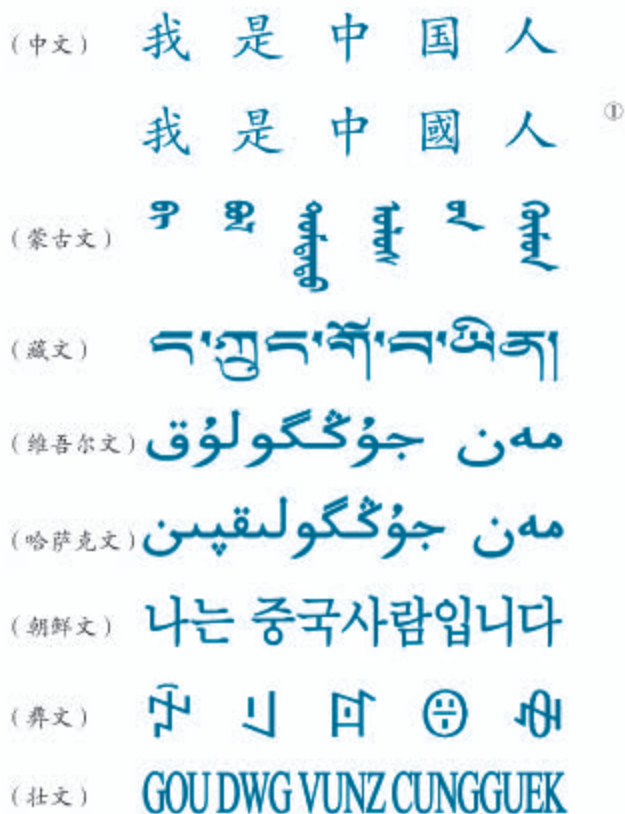 (中文) 我是中国人
我是中國人 ①
(蒙古文)
(藏文) ང་ཀྲུང་གོ་བ་ཡིན།
(维吾尔文) مەن جۇڭگولۇق
(哈萨克文) مەن جۇڭگولىقپىن
(朝鲜文) 나는 중국사람입니다
(彝文)
(壮文) GOU DWG VUNZ CUNGGUEK